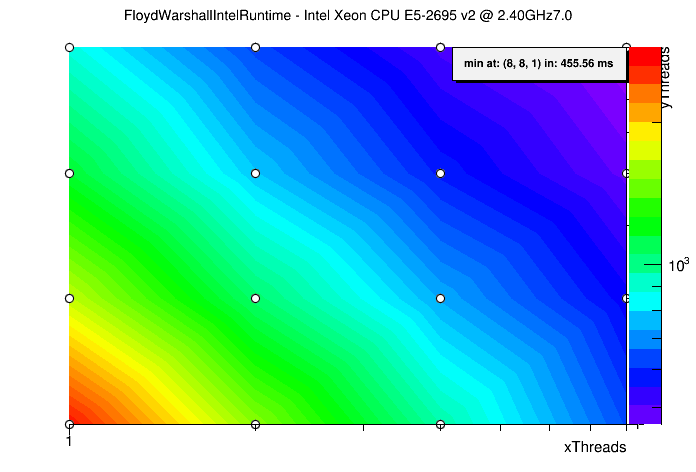 FloydWarshallIntelRuntime - Intel Xeon CPU E5-2695 v2 @ 2.40GHz7.0
min at: (8, 8, 1) in: 455.56 ms
yThreads
10³
1
xThreads